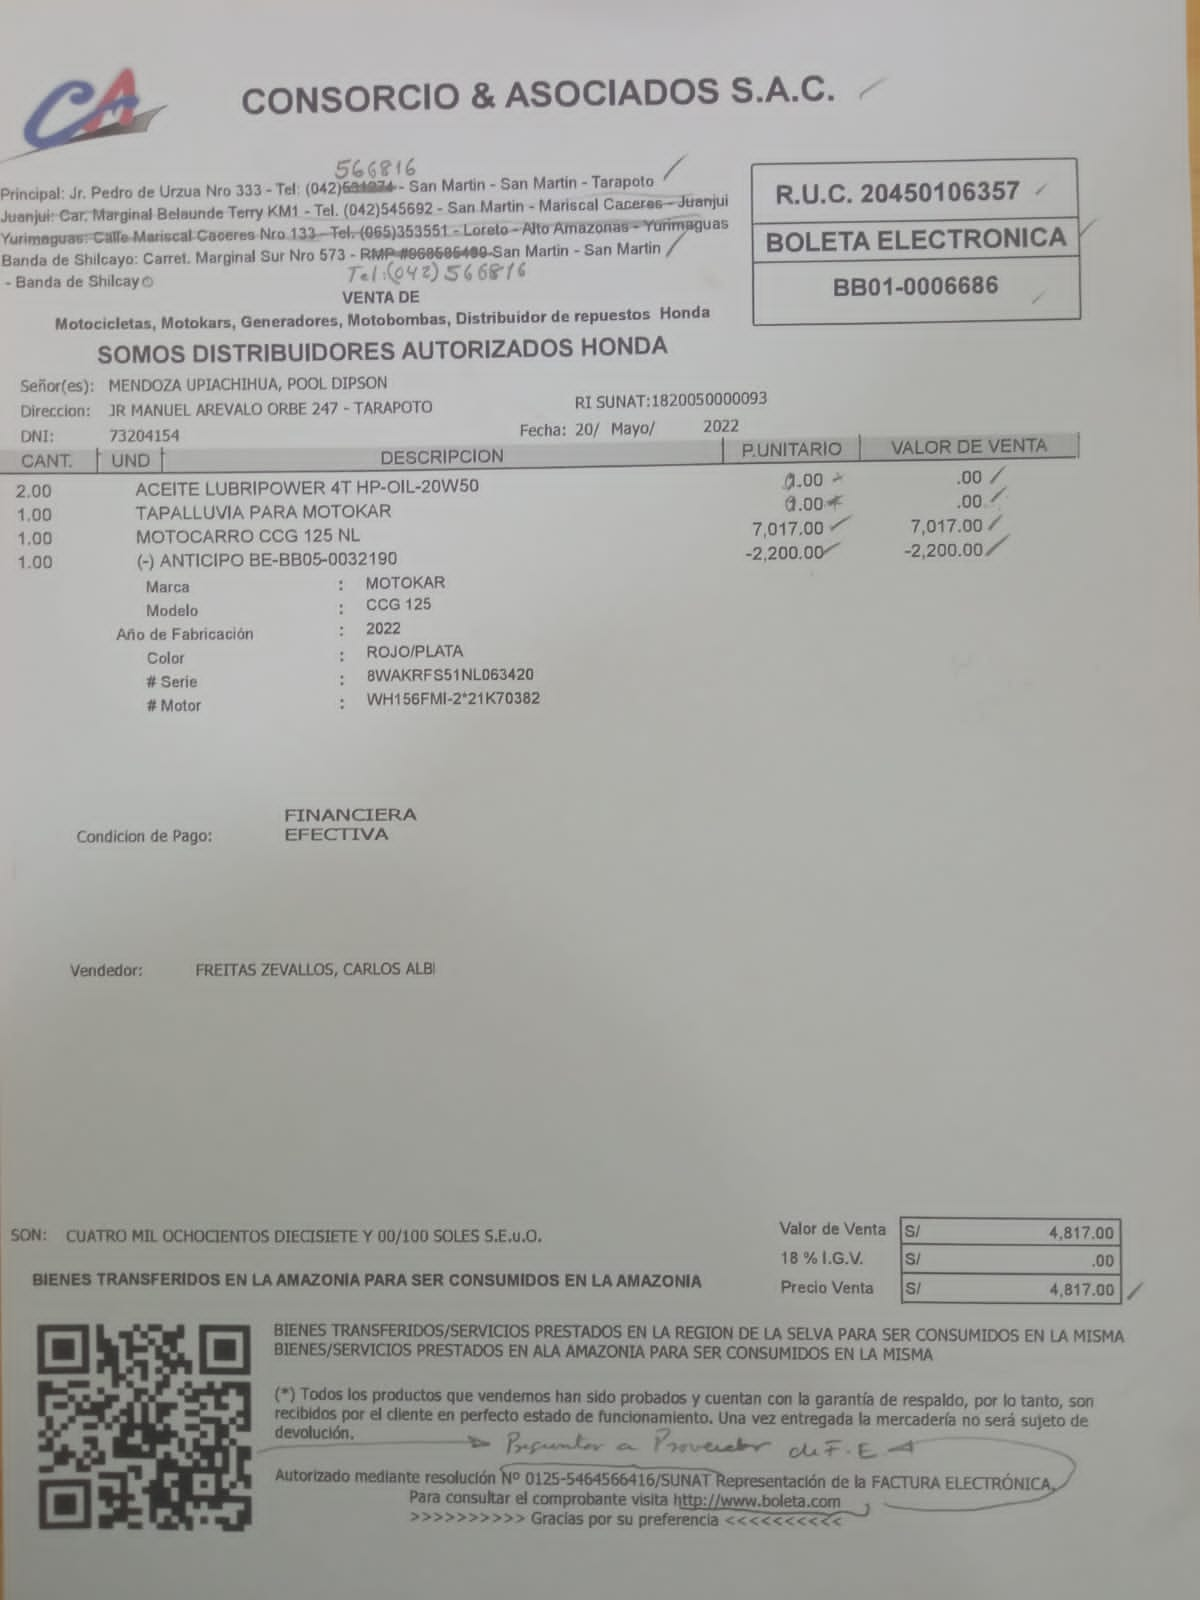 CA
CONSORCIO & ASOCIADOS S.A.C.
566816
Principal: Jr. Pedro de Urzua Nro 333 - Tel: (042) - San Martin - San Martin - Tarapoto
Juanjui: Car. Marginal Belaunde Terry KM1 - Tel. (042)545692 - San Martin - Mariscal Caceres - Juanjui
Yurimaguas: Calle Mariscal Caceres Nro 133 - Tel. (065)353551 - Loreto - Alto Amazonas - Yurimaguas
Banda de Shilcayo: Carret. Marginal Sur Nro 573 - RMP -San Martin - San Martin
- Banda de Shilcayo
Tel:(042)566816
R.U.C. 20450106357
BOLETA ELECTRONICA
BB01-0006686
VENTA DE
Motocicletas, Motokars, Generadores, Motobombas, Distribuidor de repuestos Honda
SOMOS DISTRIBUIDORES AUTORIZADOS HONDA
Señor(es): MENDOZA UPIACHIHUA, POOL DIPSON
Direccion: JR MANUEL AREVALO ORBE 247 - TARAPOTO RI SUNAT:1820050000093
DNI: 73204154 Fecha: 20/ Mayo/ 2022
CANT. UND DESCRIPCION P.UNITARIO VALOR DE VENTA
2.00 ACEITE LUBRIPOWER 4T HP-OIL-20W50 0.00 .00
1.00 TAPALLUVIA PARA MOTOKAR 0.00 .00
1.00 MOTOCARRO CCG 125 NL 7,017.00 7,017.00
1.00 (-) ANTICIPO BE-BB05-0032190 -2,200.00 -2,200.00
Marca : MOTOKAR
Modelo : CCG 125
Año de Fabricación : 2022
Color : ROJO/PLATA
# Serie : 8WAKRFS51NL063420
# Motor : WH156FMI-2*21K70382
FINANCIERA
Condicion de Pago: EFECTIVA
Vendedor: FREITAS ZEVALLOS, CARLOS ALBI
SON: CUATRO MIL OCHOCIENTOS DIECISIETE Y 00/100 SOLES S.E.u.O.
Valor de Venta S/ 4,817.00
18 % I.G.V. S/ .00
Precio Venta S/ 4,817.00
BIENES TRANSFERIDOS EN LA AMAZONIA PARA SER CONSUMIDOS EN LA AMAZONIA
BIENES TRANSFERIDOS/SERVICIOS PRESTADOS EN LA REGION DE LA SELVA PARA SER CONSUMIDOS EN LA MISMA
BIENES/SERVICIOS PRESTADOS EN ALA AMAZONIA PARA SER CONSUMIDOS EN LA MISMA
(*) Todos los productos que vendemos han sido probados y cuentan con la garantía de respaldo, por lo tanto, son
recibidos por el cliente en perfecto estado de funcionamiento. Una vez entregada la mercadería no será sujeto de
devolución.
Preguntar a Proveedor de F.E
Autorizado mediante resolución Nº 0125-5464566416/SUNAT Representación de la FACTURA ELECTRÓNICA.
Para consultar el comprobante visita http://www.boleta.com
>>>>>>>>>> Gracias por su preferencia <<<<<<<<<<